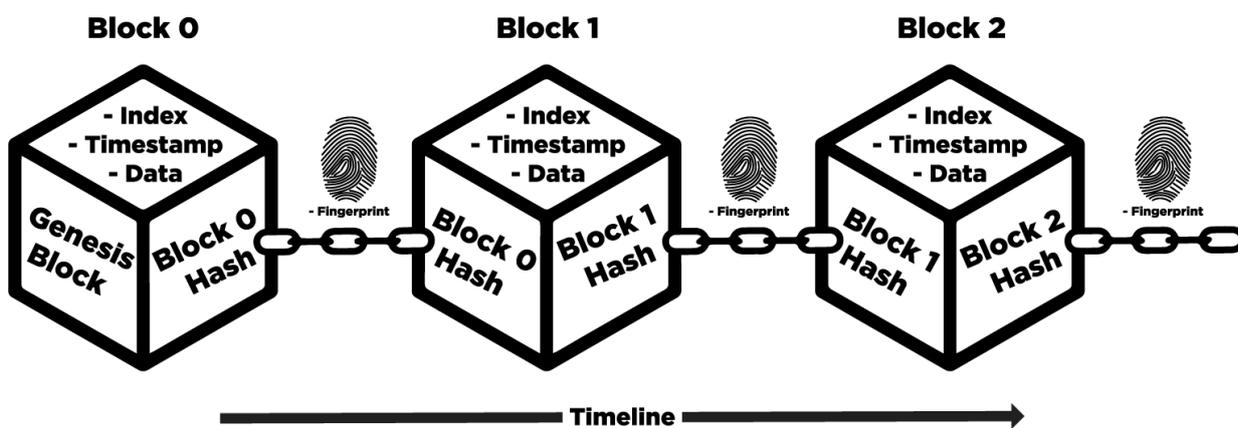 Block 0
Block 1
Block 2
- Index
- Timestamp
- Data
Genesis
Block
Block 0
Hash
- Fingerprint
- Index
- Timestamp
- Data
Block 0
Hash
Block 1
Hash
- Fingerprint
- Index
- Timestamp
- Data
Block 1
Hash
Block 2
Hash
- Fingerprint
Timeline